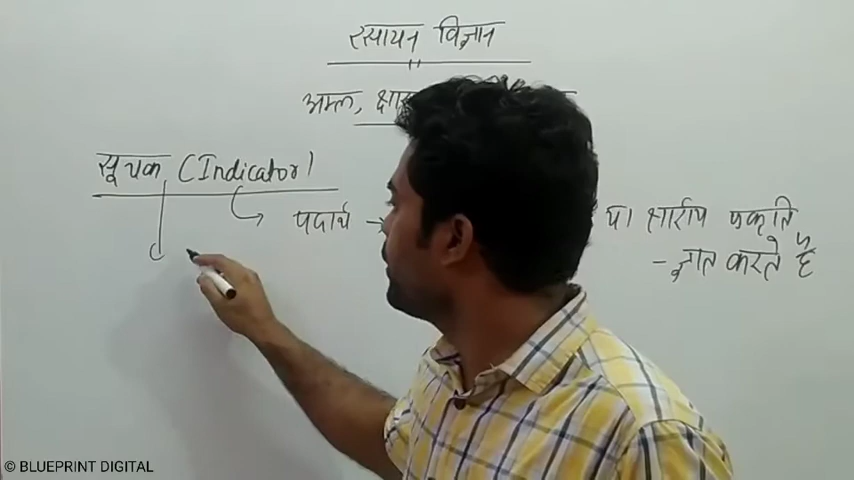 रसायन विज्ञान
अम्ल, क्षार
सूचक (Indicator)
पदार्थ → या क्षारीय प्रकृति
- ज्ञात करते हैं
© BLUEPRINT DIGITAL